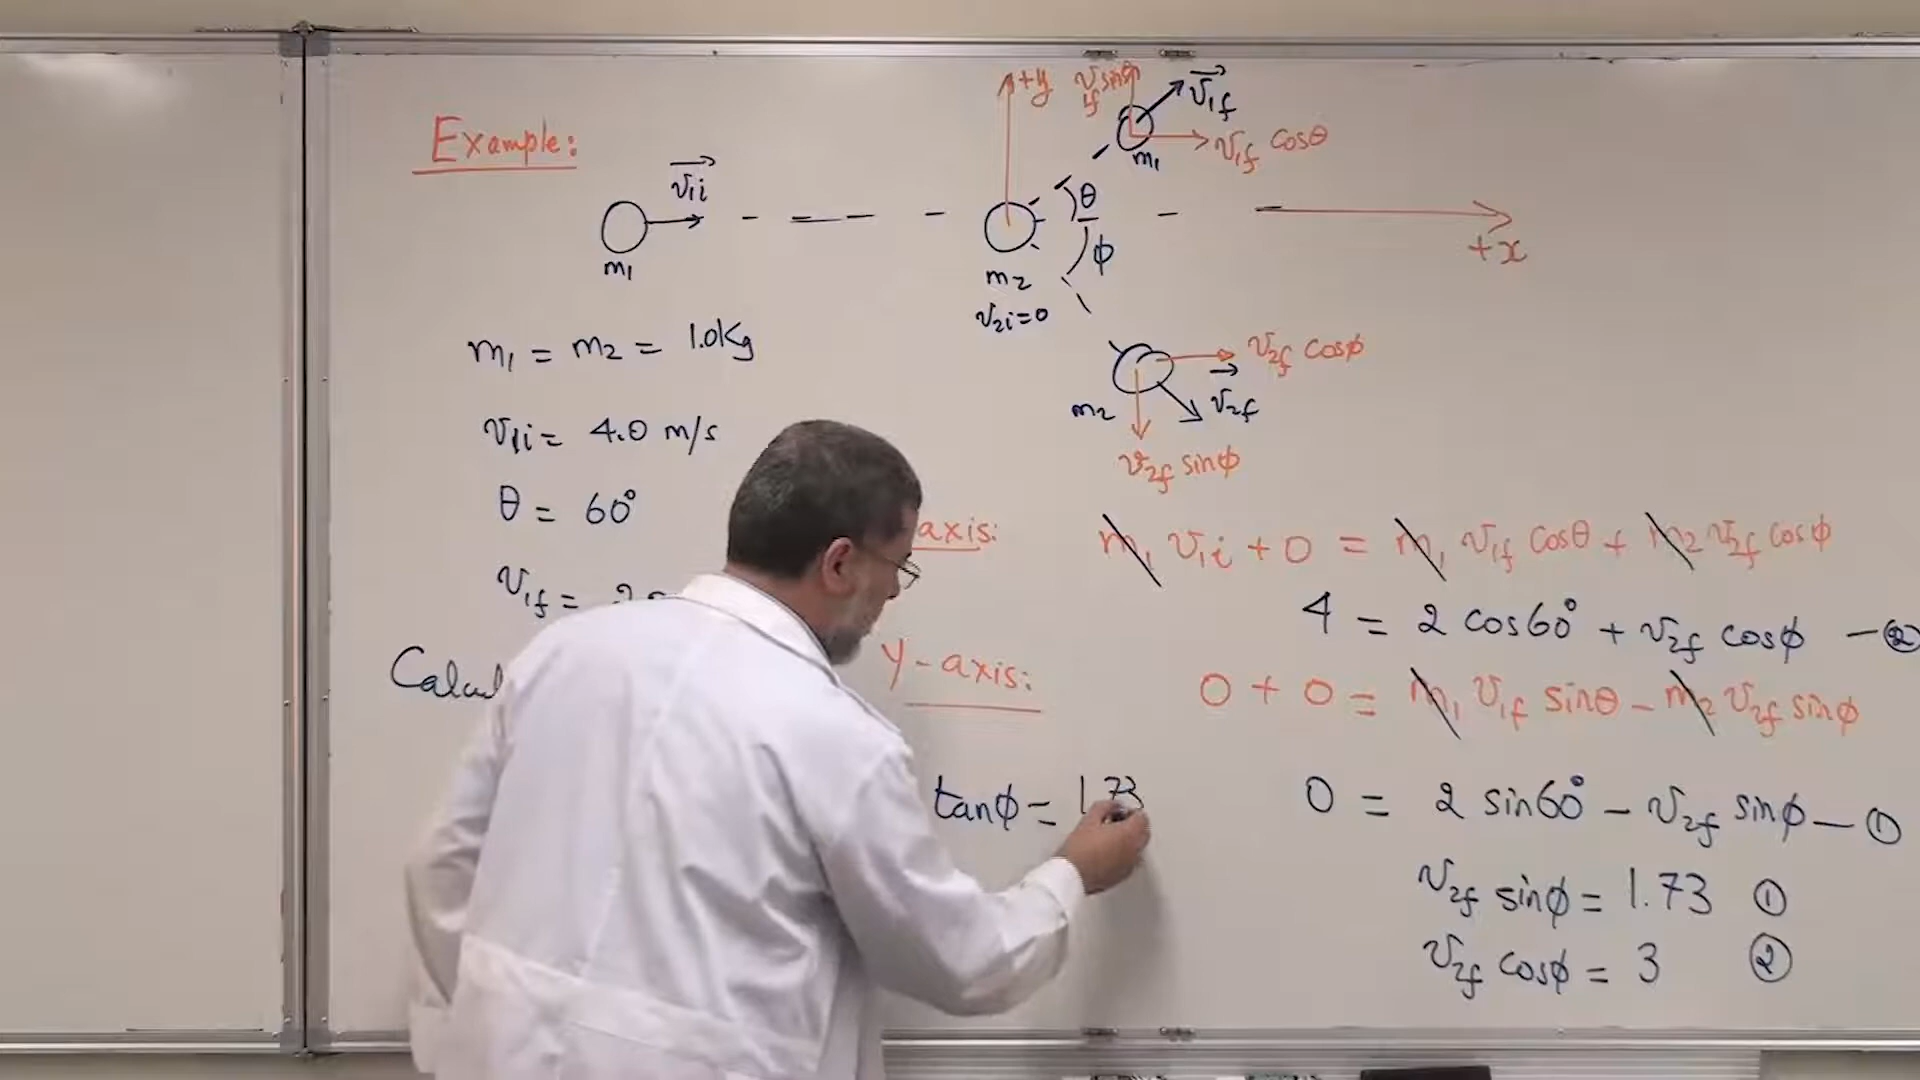 Example:
+y
v1f sinθ
v1f
v1f cosθ
m1
v1i
θ
φ
m1
m2
v2i=0
+x
m1 = m2 = 1.0Kg
v2f cosφ
v2f
m2
v2f sinφ
v1i = 4.0 m/s
θ = 60°
axis:
m1 v1i + 0 = m1 v1f cosθ + m2 v2f cosφ
v1f =
4 = 2 cos60° + v2f cosφ — ②
Y-axis:
0 + 0 = m1 v1f sinθ - m2 v2f sinφ
tanφ = 1.73
0 = 2 sin60° - v2f sinφ — ①
v2f sinφ = 1.73 ①
v2f cosφ = 3 ②